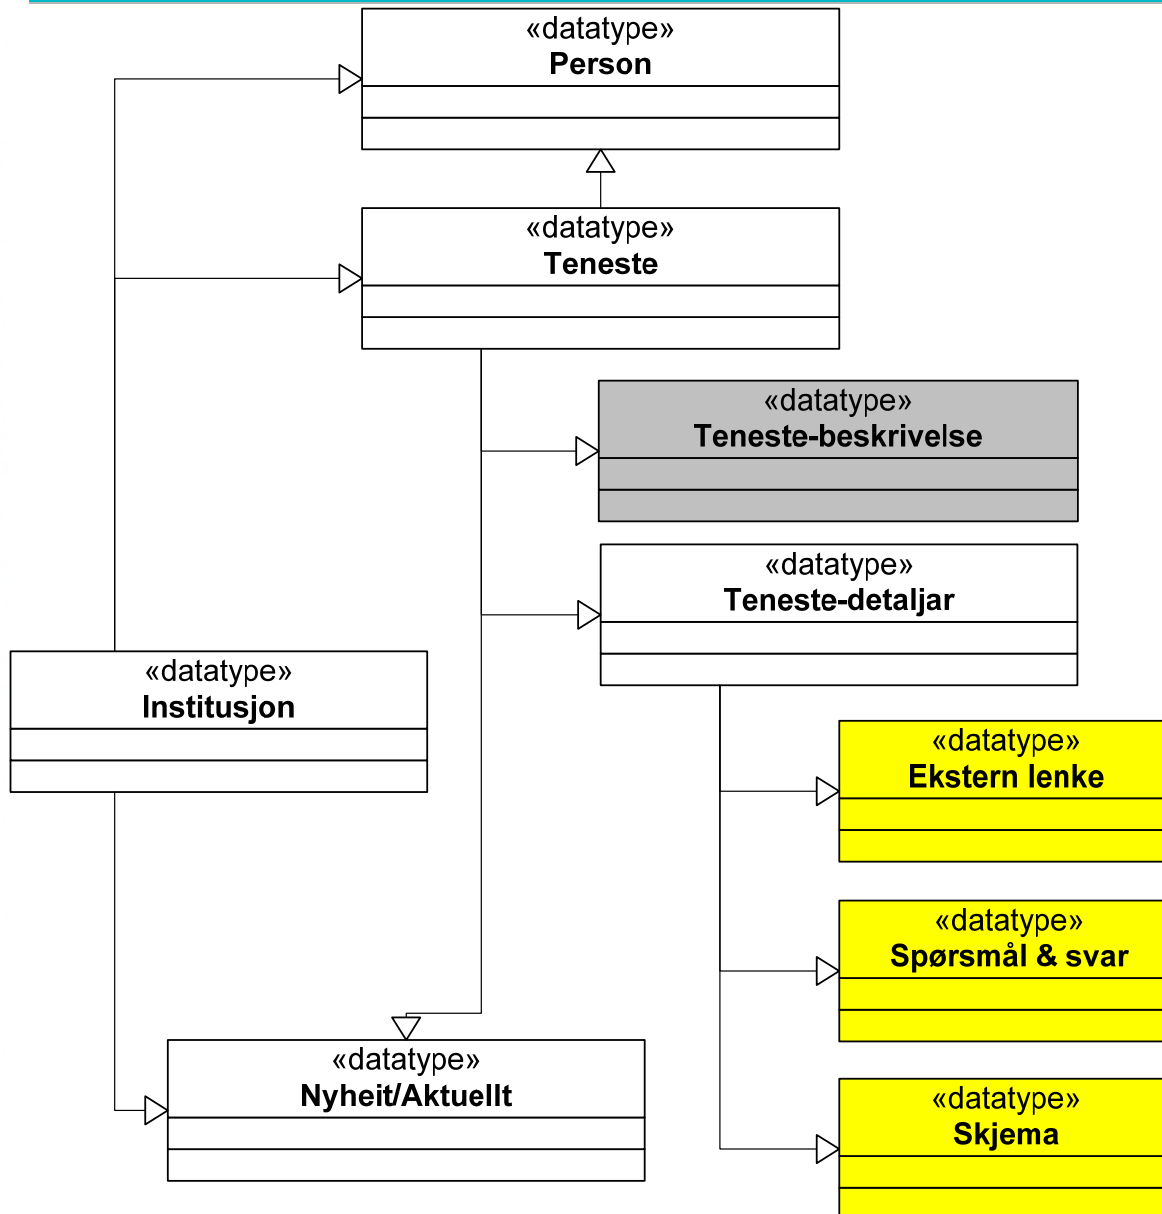 «datatype»
Person
«datatype»
Teneste
«datatype»
Teneste-beskrivelse
«datatype»
Teneste-detaljar
«datatype»
Institusjon
«datatype»
Ekstern lenke
«datatype»
Spørsmål & svar
«datatype»
Nyheit/Aktuellt
«datatype»
Skjema